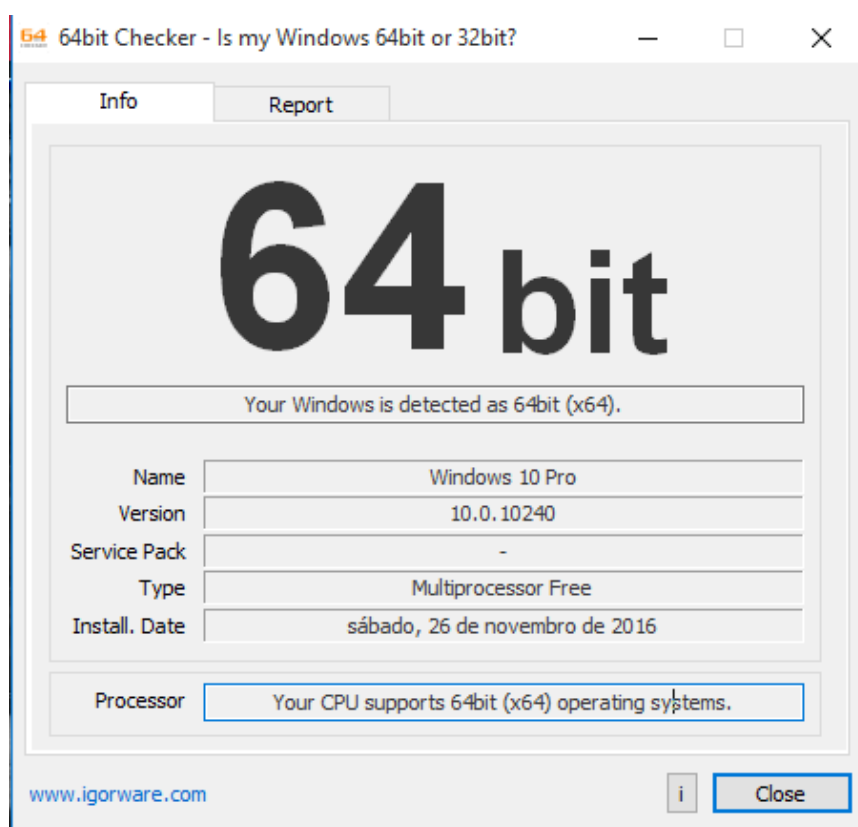 64 64bit Checker - Is my Windows 64bit or 32bit?
Info Report
64 bit
Your Windows is detected as 64bit (x64).
Name Windows 10 Pro
Version 10.0.10240
Service Pack -
Type Multiprocessor Free
Install. Date sábado, 26 de novembro de 2016
Processor Your CPU supports 64bit (x64) operating systems.
www.igorware.com i Close